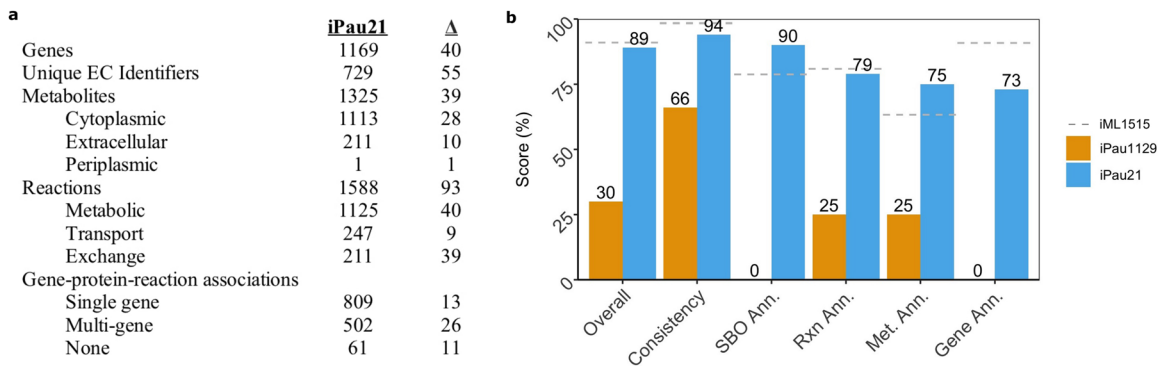 a
iPau21 Δ
Genes 1169 40
Unique EC Identifiers 729 55
Metabolites 1325 39
Cytoplasmic 1113 28
Extracellular 211 10
Periplasmic 1 1
Reactions 1588 93
Metabolic 1125 40
Transport 247 9
Exchange 211 39
Gene-protein-reaction associations
Single gene 809 13
Multi-gene 502 26
None 61 11
b
Score (%)
100
75
50
25
0
30 89
66 94
0 90
25 79
25 75
0 73
Overall
Consistency
SBO Ann.
Rxn Ann.
Met. Ann.
Gene Ann.
iML1515
iPau1129
iPau21